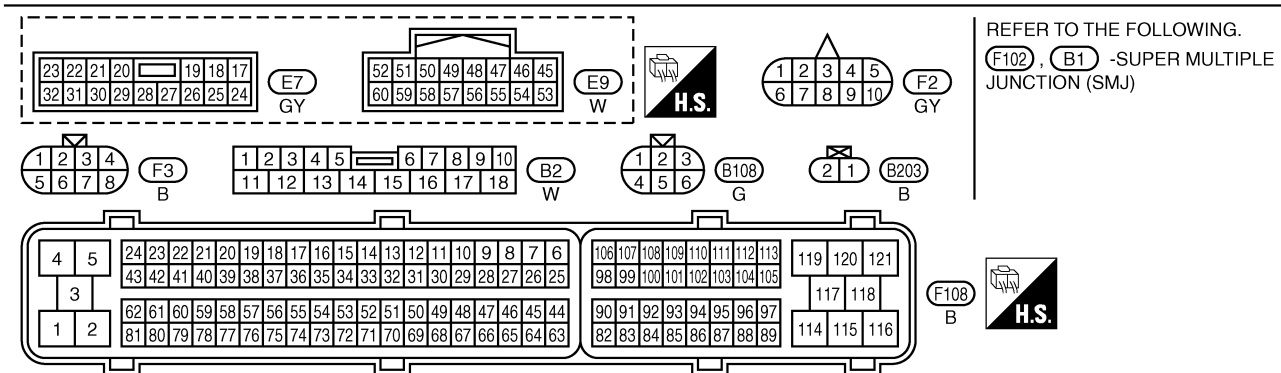 REFER TO THE FOLLOWING.
F102 , B1 -SUPER MULTIPLE
JUNCTION (SMJ)
23 22 21 20 19 18 17
32 31 30 29 28 27 26 25 24
E7
GY
52 51 50 49 48 47 46 45
60 59 58 57 56 55 54 53
E9
W
H.S.
1 2 3 4 5
6 7 8 9 10
F2
GY
1 2 3 4
5 6 7 8
F3
B
1 2 3 4 5 6 7 8 9 10
11 12 13 14 15 16 17 18
B2
W
1 2 3
4 5 6
B108
G
2 1
B203
B
4 5
3
1 2
24 23 22 21 20 19 18 17 16 15 14 13 12 11 10 9 8 7 6
43 42 41 40 39 38 37 36 35 34 33 32 31 30 29 28 27 26 25
62 61 60 59 58 57 56 55 54 53 52 51 50 49 48 47 46 45 44
81 80 79 78 77 76 75 74 73 72 71 70 69 68 67 66 65 64 63
106 107 108 109 110 111 112 113
98 99 100 101 102 103 104 105
90 91 92 93 94 95 96 97
82 83 84 85 86 87 88 89
119 120 121
117 118
114 115 116
F108
B
H.S.